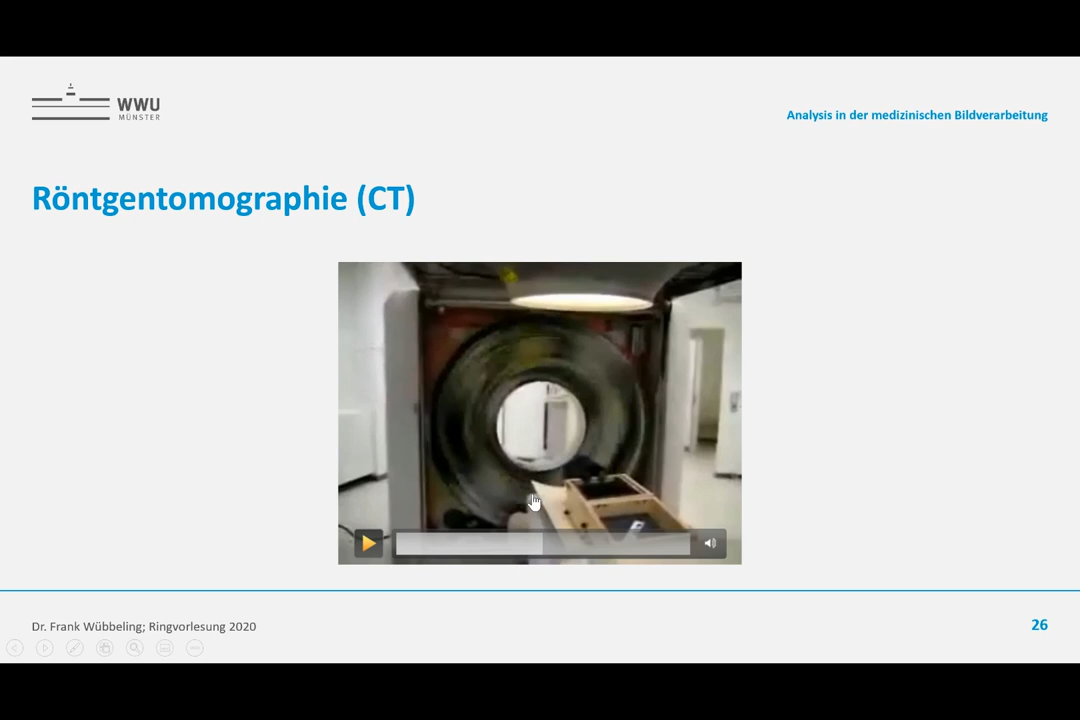 WWU
MÜNSTER
Analysis in der medizinischen Bildverarbeitung
Röntgentomographie (CT)
Dr. Frank Wübbeling; Ringvorlesung 2020
26